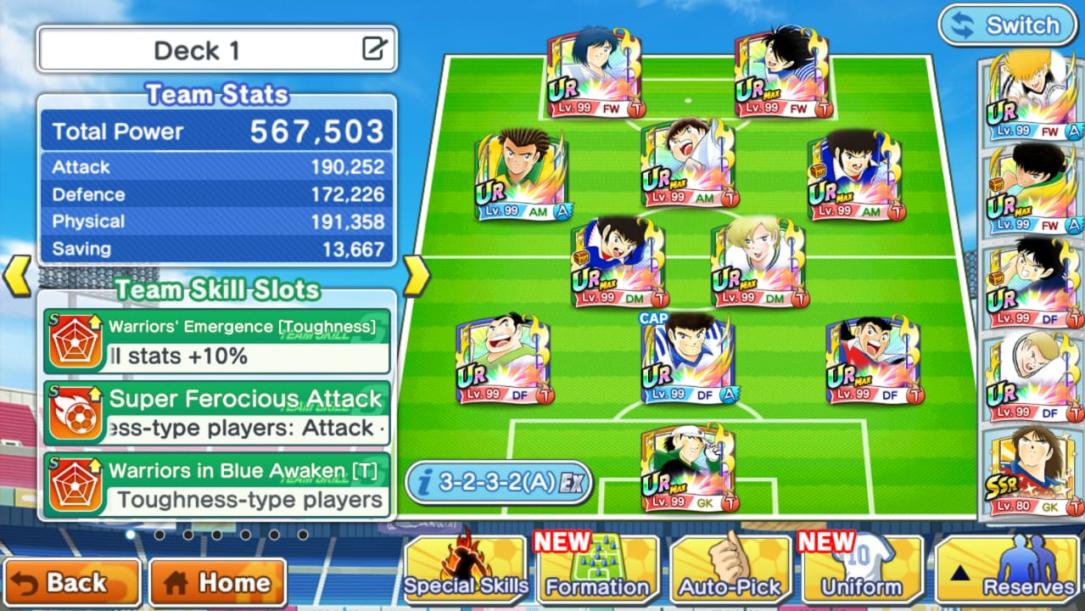 Deck 1
Switch
Team Stats
Total Power 567,503
Attack 190,252
Defence 172,226
Physical 191,358
Saving 13,667
Team Skill Slots
S Warriors' Emergence [Toughness]
ll stats +10%
S Super Ferocious Attack
ess-type players: Attack
S Warriors in Blue Awaken [T]
Toughness-type players
UR Lv. 99 FW T
UR MAX Lv. 99 FW T
UR Lv. 99 AM A
UR MAX Lv. 99 AM T
UR MAX Lv. 99 AM T
UR MAX Lv. 99 DM T
UR MAX Lv. 99 DM T
CAP
UR Lv. 99 DF T
UR Lv. 99 DF A
UR MAX Lv. 99 DF T
UR MAX Lv. 99 GK T
UR Lv. 99 FW A
UR MAX Lv. 99 FW A
UR Lv. 99 DF T
UR Lv. 99 DF T
SSR Lv. 80 GK T
i 3-2-3-2(A) EX
Back
Home
Special Skills
NEW
Formation
Auto-Pick
NEW
10
Uniform
Reserves